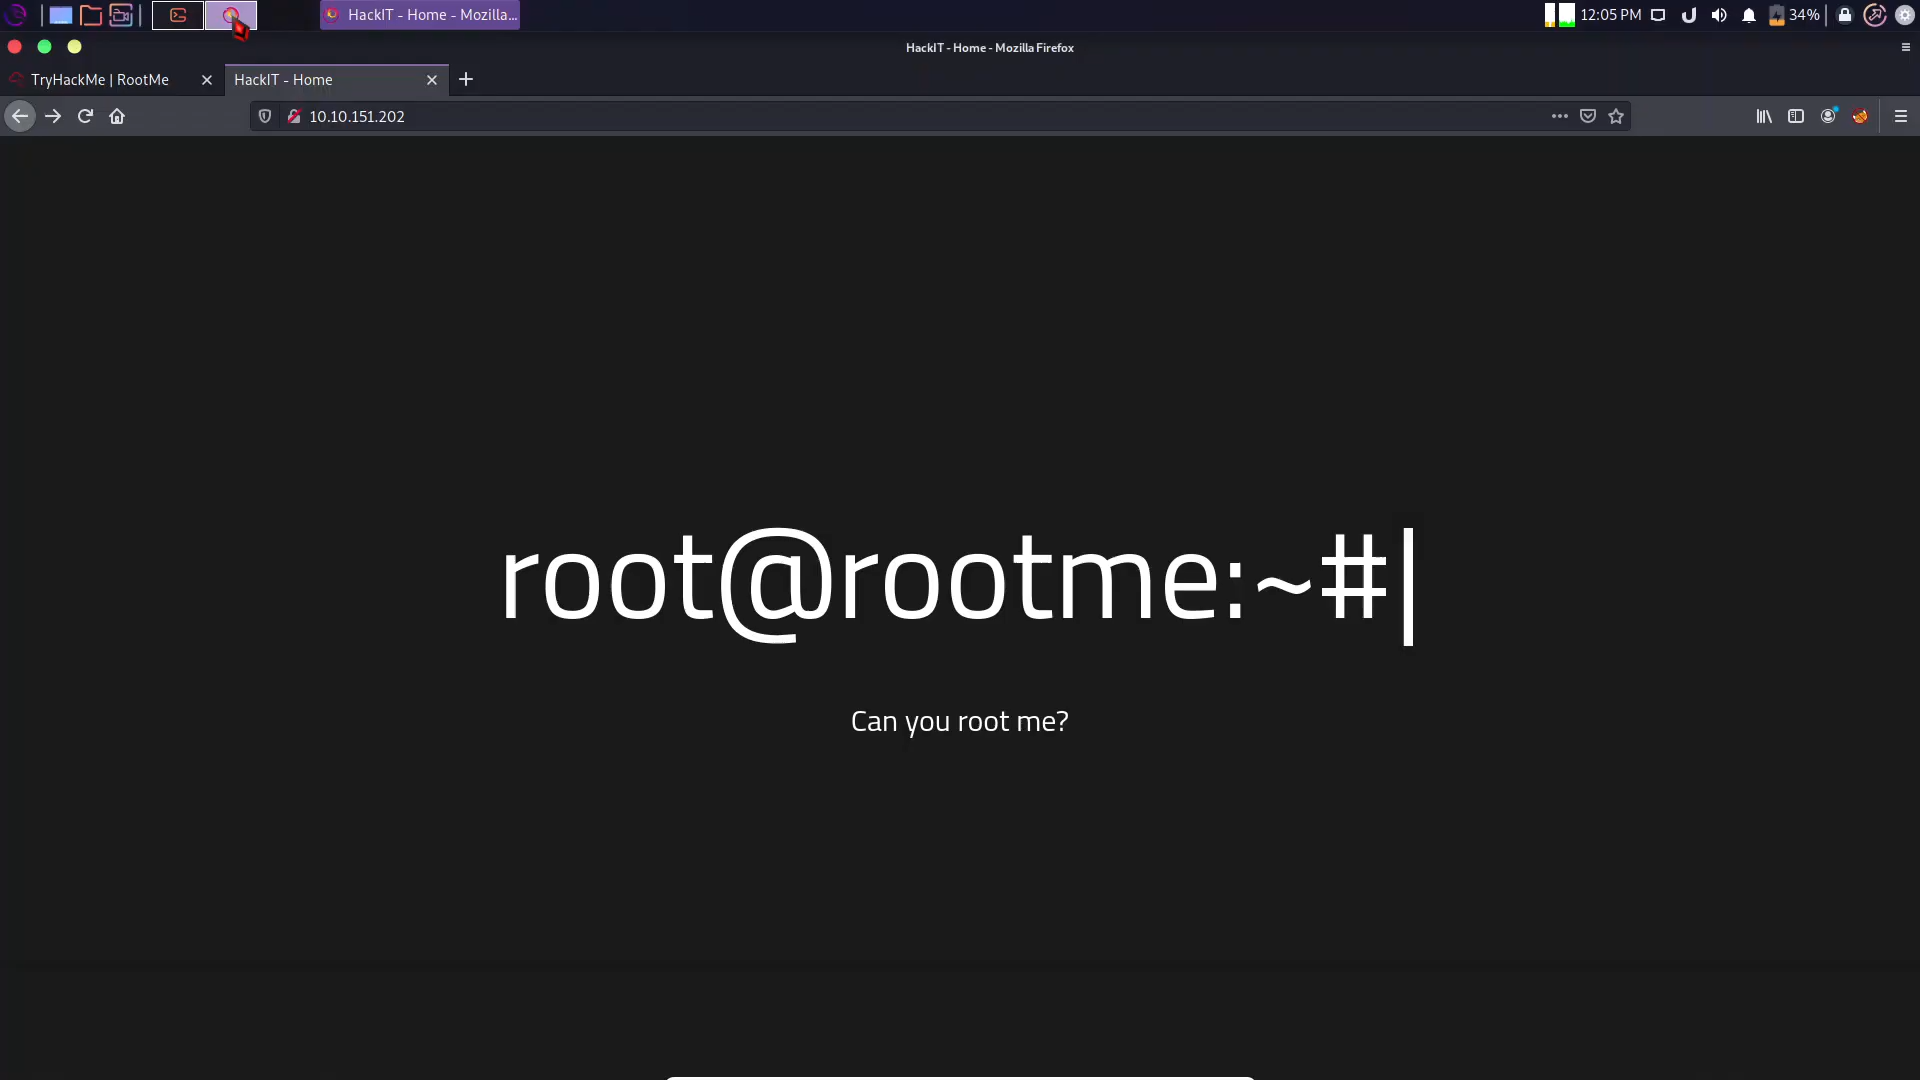 HackIT - Home - Mozilla...
12:05 PM
34%
HackIT - Home - Mozilla Firefox
TryHackMe | RootMe
HackIT - Home
10.10.151.202
root@rootme:~#|
Can you root me?